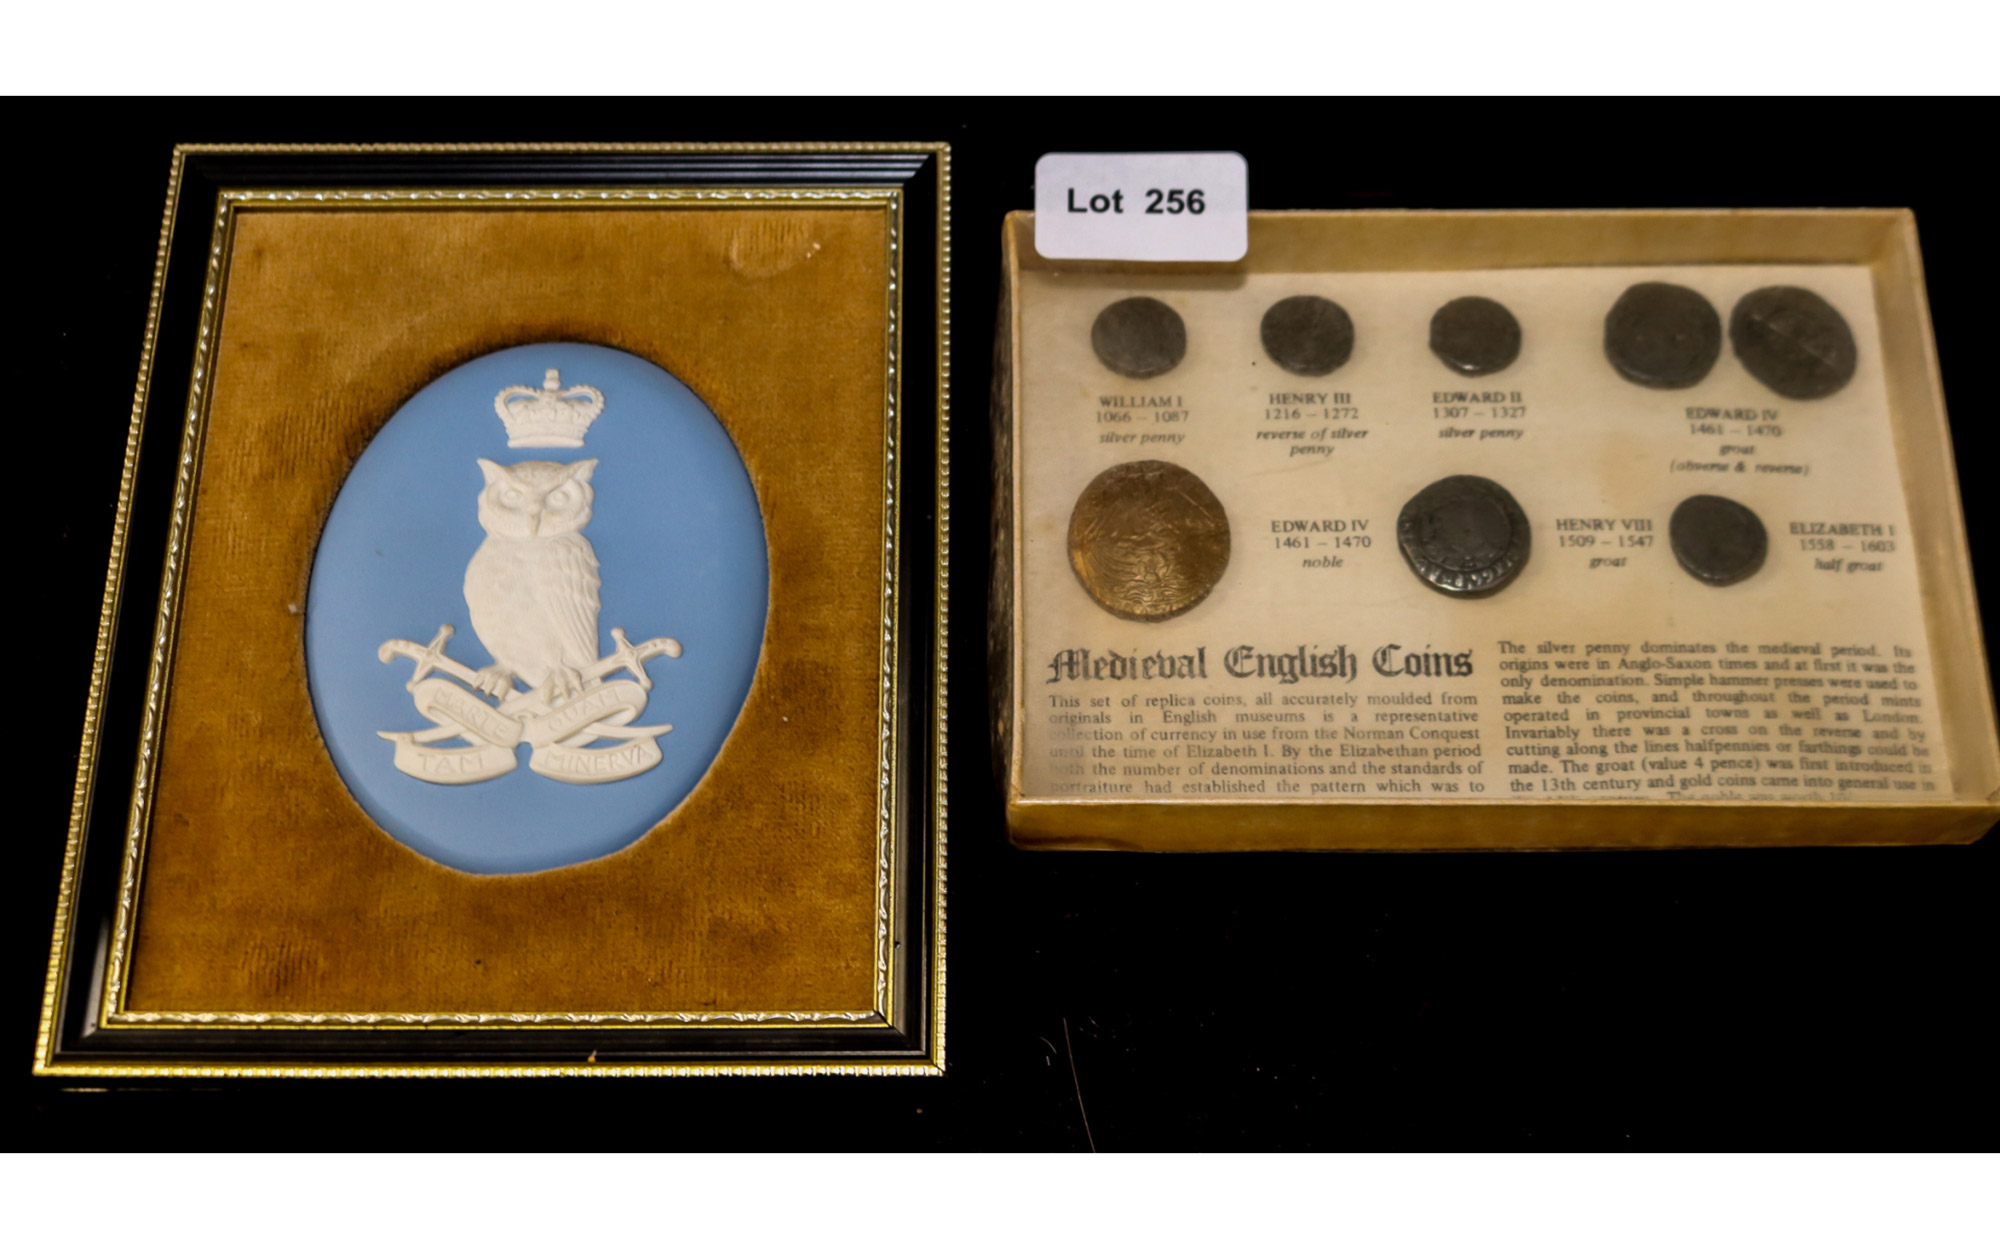 TAM
MARTE
QUAM
MINERVA
Lot 256
WILLIAM I
1066 – 1087
silver penny
HENRY III
1216 – 1272
reverse of silver
penny
EDWARD II
1307 – 1327
silver penny
EDWARD IV
1461 – 1470
groat
(obverse & reverse)
EDWARD IV
1461 – 1470
noble
HENRY VIII
1509 – 1547
groat
ELIZABETH I
1558 – 1603
half groat
Medieval English Coins
This set of replica coins, all accurately moulded from
originals in English museums is a representative
collection of currency in use from the Norman Conquest
until the time of Elizabeth I. By the Elizabethan period
both the number of denominations and the standards of
portraiture had established the pattern which was to
The silver penny dominates the medieval period. Its
origins were in Anglo-Saxon times and at first it was the
only denomination. Simple hammer presses were used to
make the coins, and throughout the period mints
operated in provincial towns as well as London.
Invariably there was a cross on the reverse and by
cutting along the lines halfpennies or farthings could be
made. The groat (value 4 pence) was first introduced in
the 13th century and gold coins came into general use in
The noble was worth